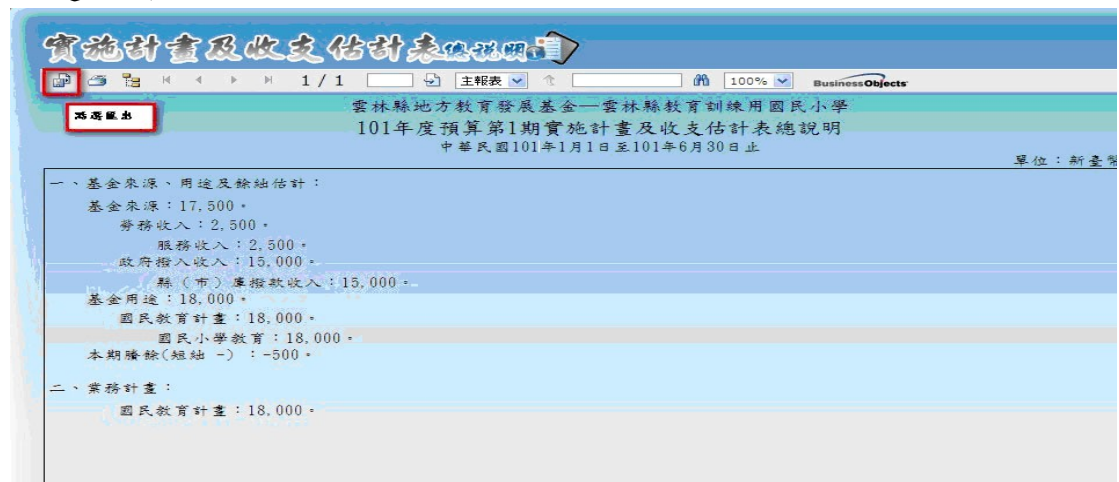 實施計畫及收支估計表總說明
1 / 1 主報表 100% BusinessObjects
點選匯出
雲林縣地方教育發展基金—雲林縣教育訓練用國民小學
101年度預算第1期實施計畫及收支估計表總說明
中華民國101年1月1日至101年6月30日止
單位：新臺幣
一、基金來源、用途及餘絀估計：
基金來源：17,500。
勞務收入：2,500。
服務收入：2,500。
政府撥入收入：15,000。
縣（市）庫撥款收入：15,000。
基金用途：18,000。
國民教育計畫：18,000。
國民小學教育：18,000。
本期賸餘(短絀 -) ：-500。
二、業務計畫：
國民教育計畫：18,000。